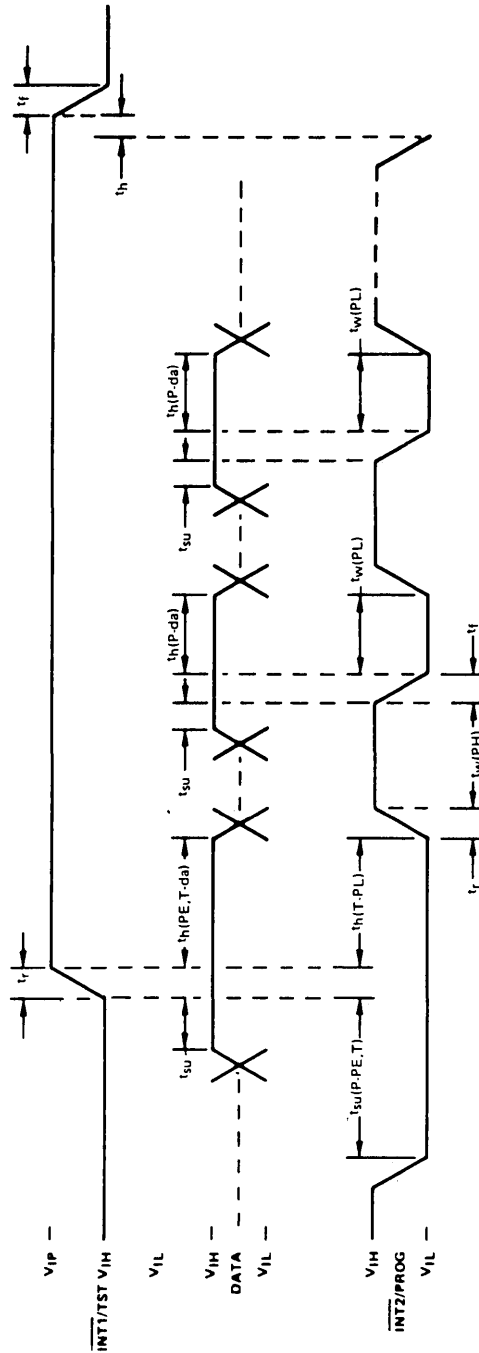 V_IP
INT1/TST V_IH
V_IL
V_IH
DATA
V_IL
V_IH
INT2/PROG
V_IL
t_r
t_f
t_h
t_su
t_h(PE,T-da)
t_su
t_h(P-da)
t_su
t_h(P-da)
t_su(P-PE,T)
t_h(T-PL)
t_w(PL)
t_w(PL)
t_r
t_w(PH)
t_f